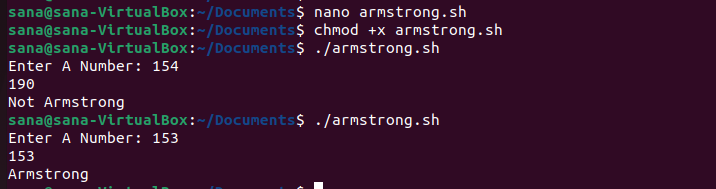 sana@sana-VirtualBox:~/Documents$ nano armstrong.sh
sana@sana-VirtualBox:~/Documents$ chmod +x armstrong.sh
sana@sana-VirtualBox:~/Documents$ ./armstrong.sh
Enter A Number: 154
190
Not Armstrong
sana@sana-VirtualBox:~/Documents$ ./armstrong.sh
Enter A Number: 153
153
Armstrong